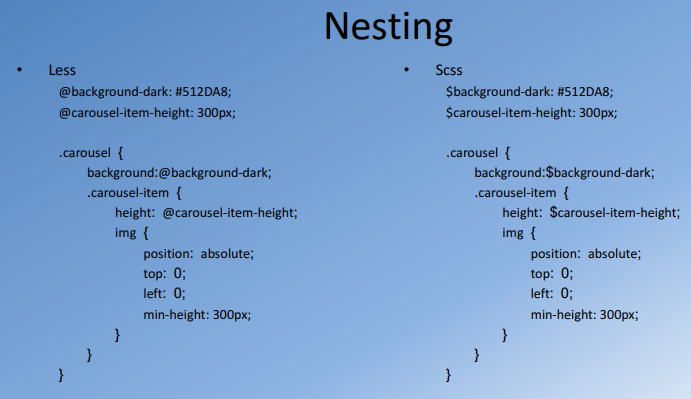 Nesting
• Less
@background-dark: #512DA8;
@carousel-item-height: 300px;
.carousel {
background:@background-dark;
.carousel-item {
height: @carousel-item-height;
img {
position: absolute;
top: 0;
left: 0;
min-height: 300px;
}
}
}
• Scss
$background-dark: #512DA8;
$carousel-item-height: 300px;
.carousel {
background:$background-dark;
.carousel-item {
height: $carousel-item-height;
img {
position: absolute;
top: 0;
left: 0;
min-height: 300px;
}
}
}